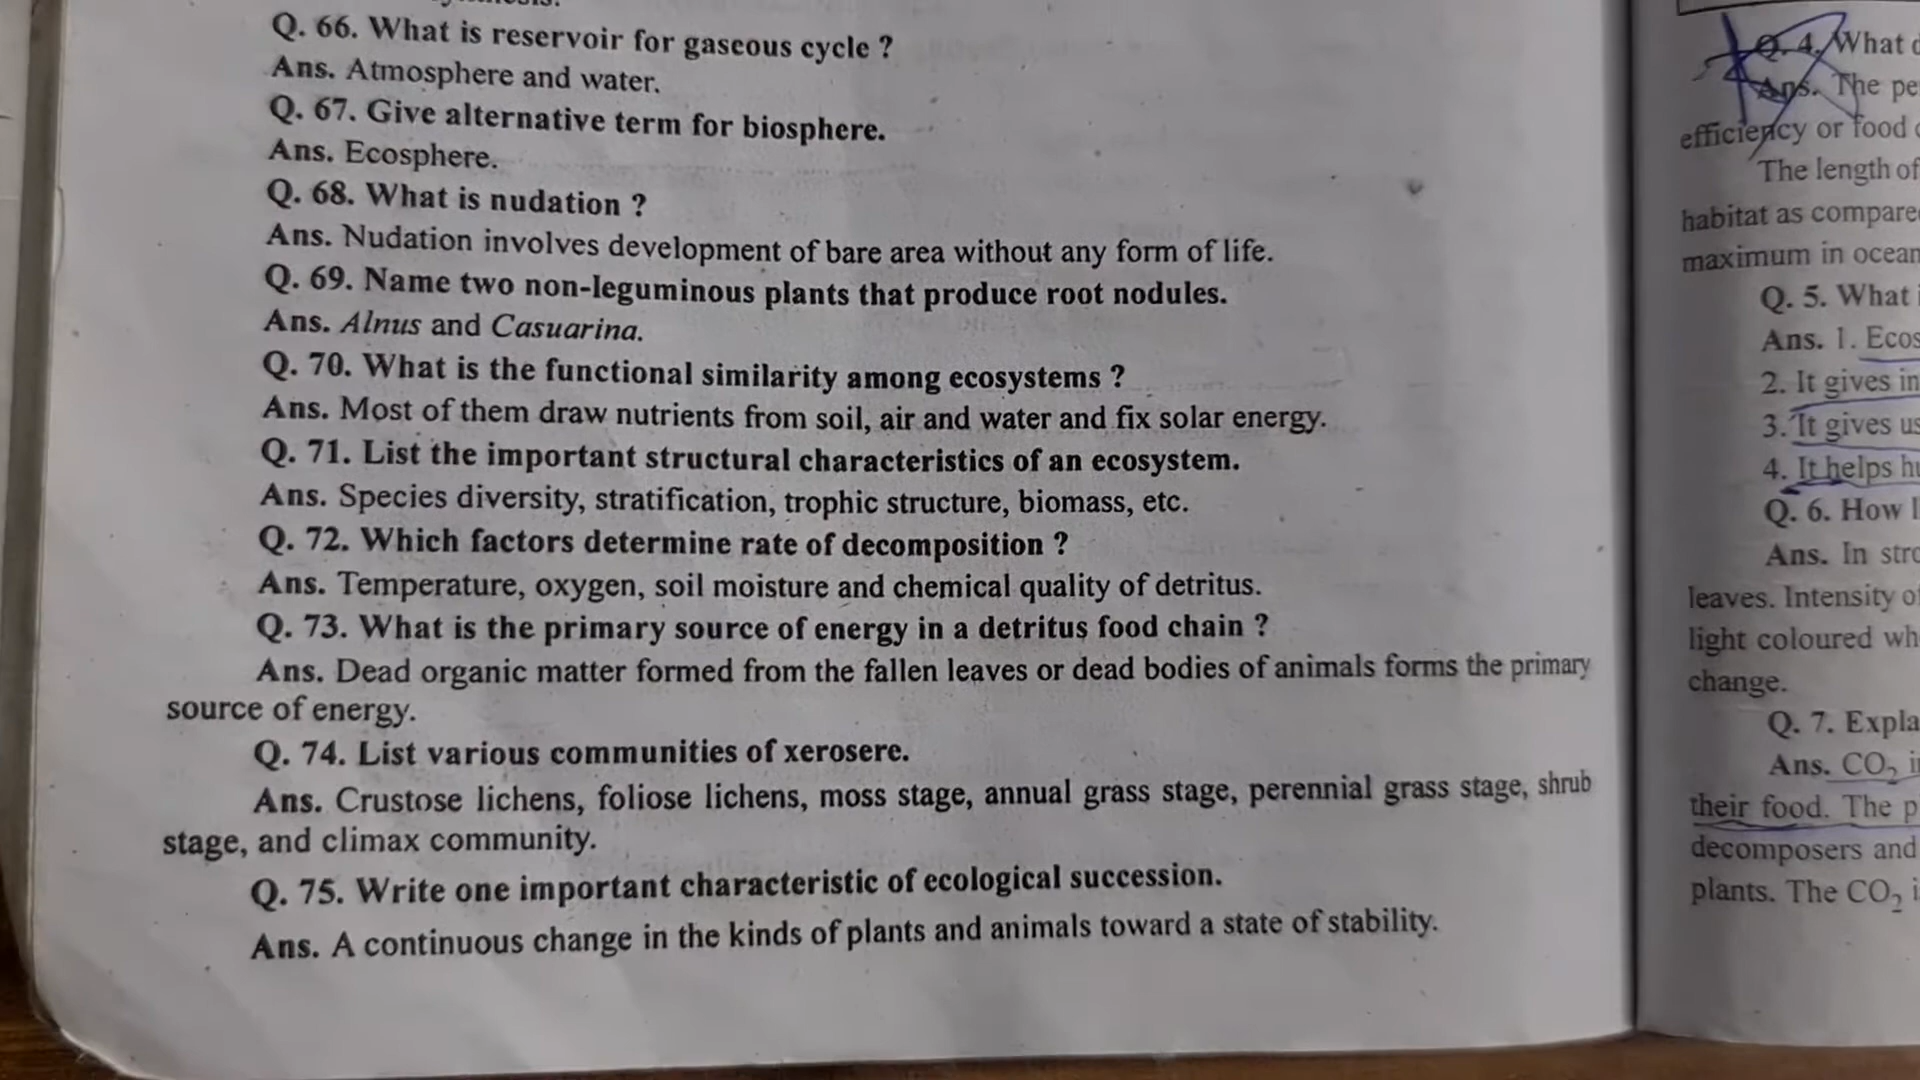 Q. 66. What is reservoir for gaseous cycle ?
Ans. Atmosphere and water.
Q. 67. Give alternative term for biosphere.
Ans. Ecosphere.
Q. 68. What is nudation ?
Ans. Nudation involves development of bare area without any form of life.
Q. 69. Name two non-leguminous plants that produce root nodules.
Ans. Alnus and Casuarina.
Q. 70. What is the functional similarity among ecosystems ?
Ans. Most of them draw nutrients from soil, air and water and fix solar energy.
Q. 71. List the important structural characteristics of an ecosystem.
Ans. Species diversity, stratification, trophic structure, biomass, etc.
Q. 72. Which factors determine rate of decomposition ?
Ans. Temperature, oxygen, soil moisture and chemical quality of detritus.
Q. 73. What is the primary source of energy in a detritus food chain ?
Ans. Dead organic matter formed from the fallen leaves or dead bodies of animals forms the primary
source of energy.
Q. 74. List various communities of xerosere.
Ans. Crustose lichens, foliose lichens, moss stage, annual grass stage, perennial grass stage, shrub
stage, and climax community.
Q. 75. Write one important characteristic of ecological succession.
Ans. A continuous change in the kinds of plants and animals toward a state of stability.
Q. 4. What
Ans. The
efficiency or food
The length of
habitat as
maximum in
Q. 5. What
Ans. 1.
2. It gives
3. It gives
4. It helps
Q. 6. How
Ans. In
leaves. Intensity
light coloured
change.
Q. 7.
Ans. CO₂
their food. The
decomposers and
plants. The CO₂